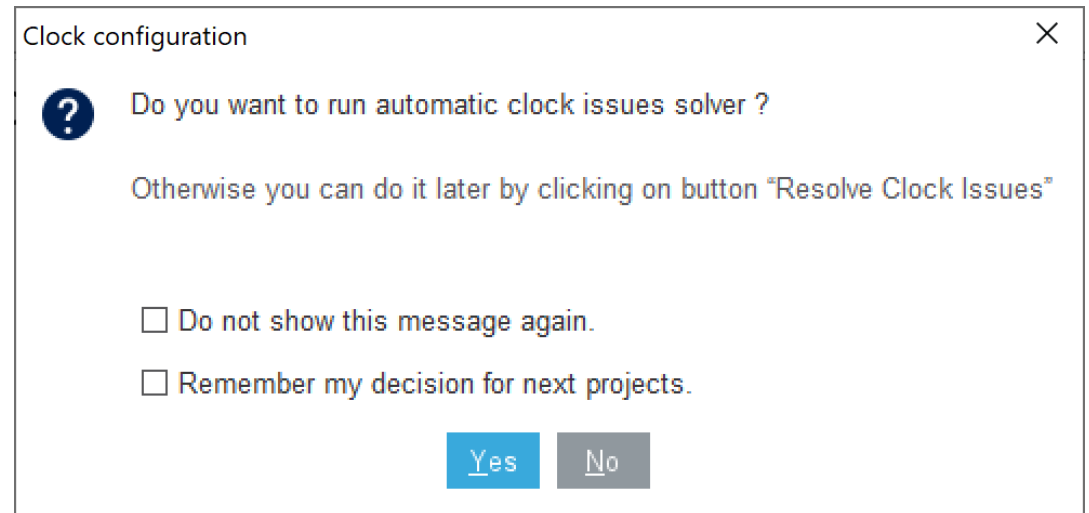 Clock configuration
Do you want to run automatic clock issues solver ?
Otherwise you can do it later by clicking on button “Resolve Clock Issues”
Do not show this message again.
Remember my decision for next projects.
Yes
No